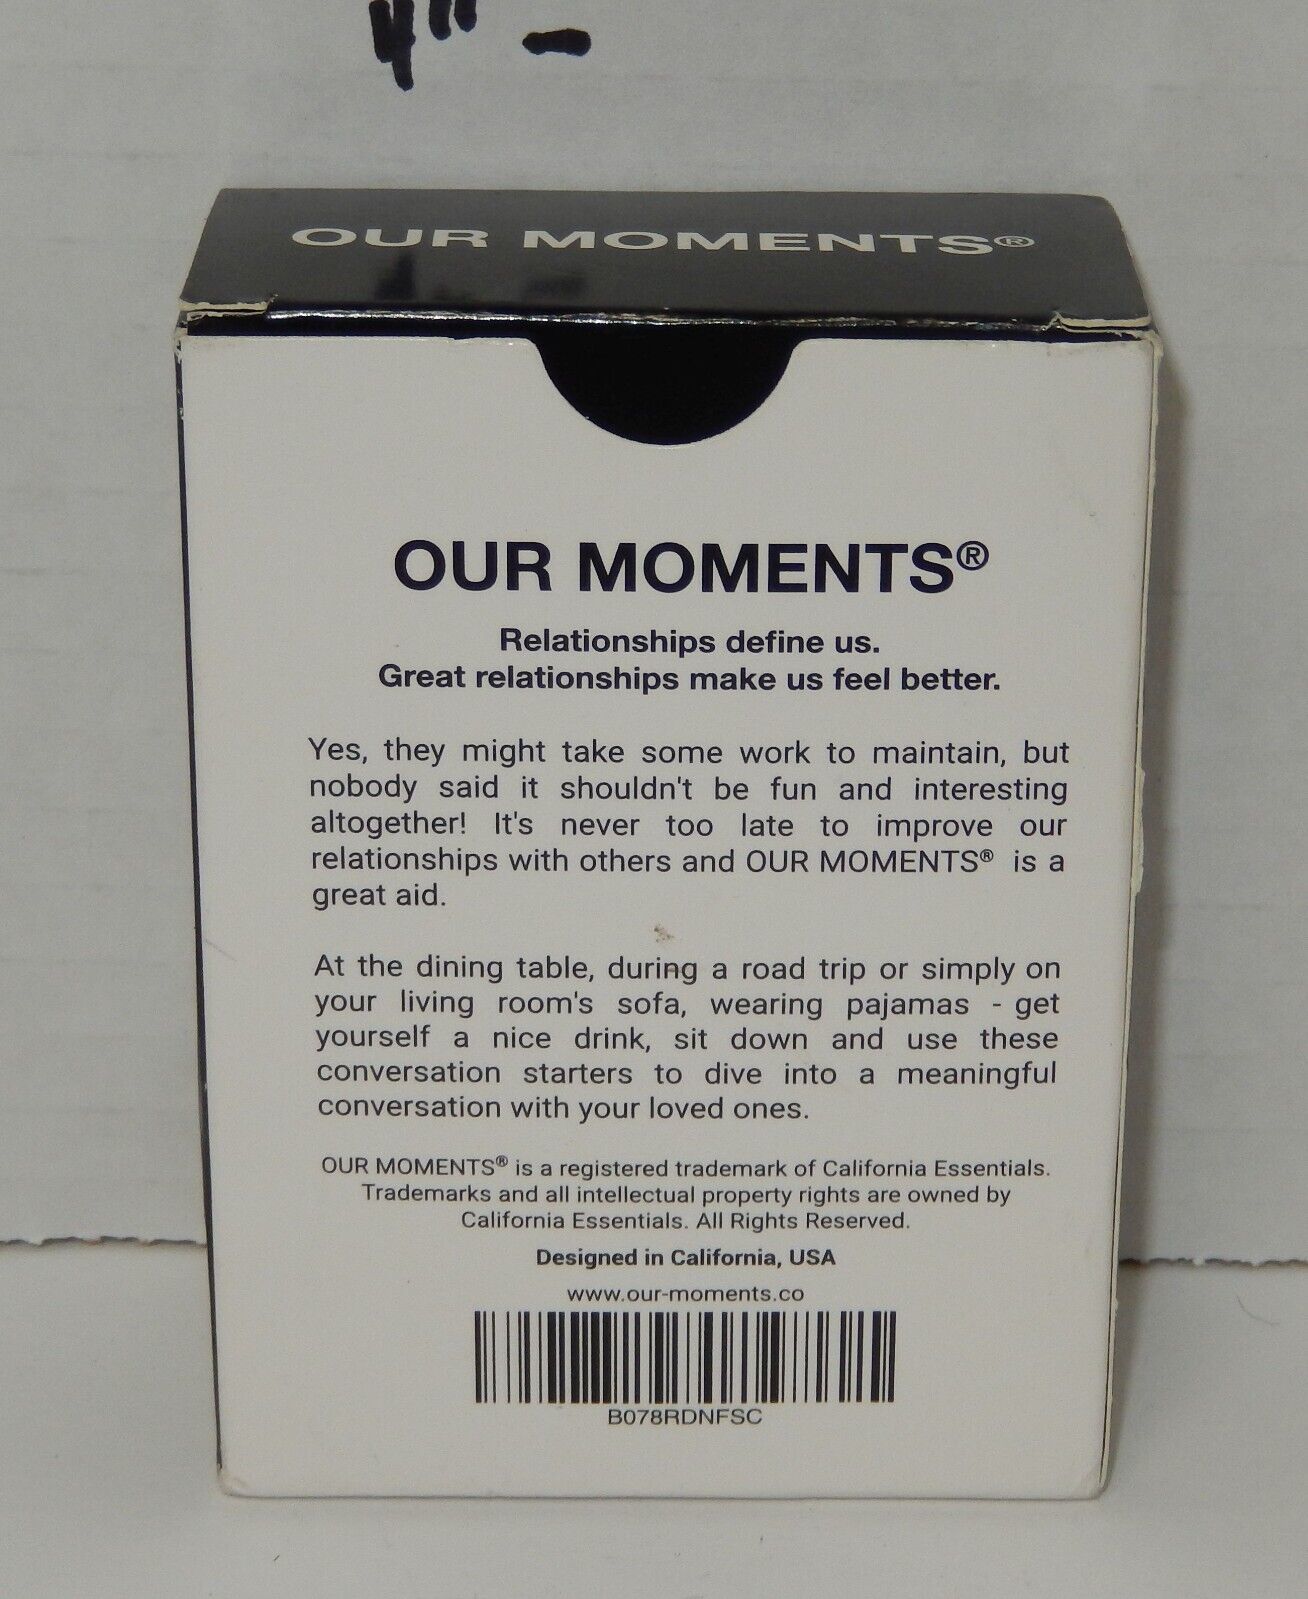 4" -
OUR MOMENTS®
OUR MOMENTS®
Relationships define us.
Great relationships make us feel better.
Yes, they might take some work to maintain, but
nobody said it shouldn't be fun and interesting
altogether! It's never too late to improve our
relationships with others and OUR MOMENTS® is a
great aid.
At the dining table, during a road trip or simply on
your living room's sofa, wearing pajamas - get
yourself a nice drink, sit down and use these
conversation starters to dive into a meaningful
conversation with your loved ones.
OUR MOMENTS® is a registered trademark of California Essentials.
Trademarks and all intellectual property rights are owned by
California Essentials. All Rights Reserved.
Designed in California, USA
www.our-moments.co
B078RDNFSC